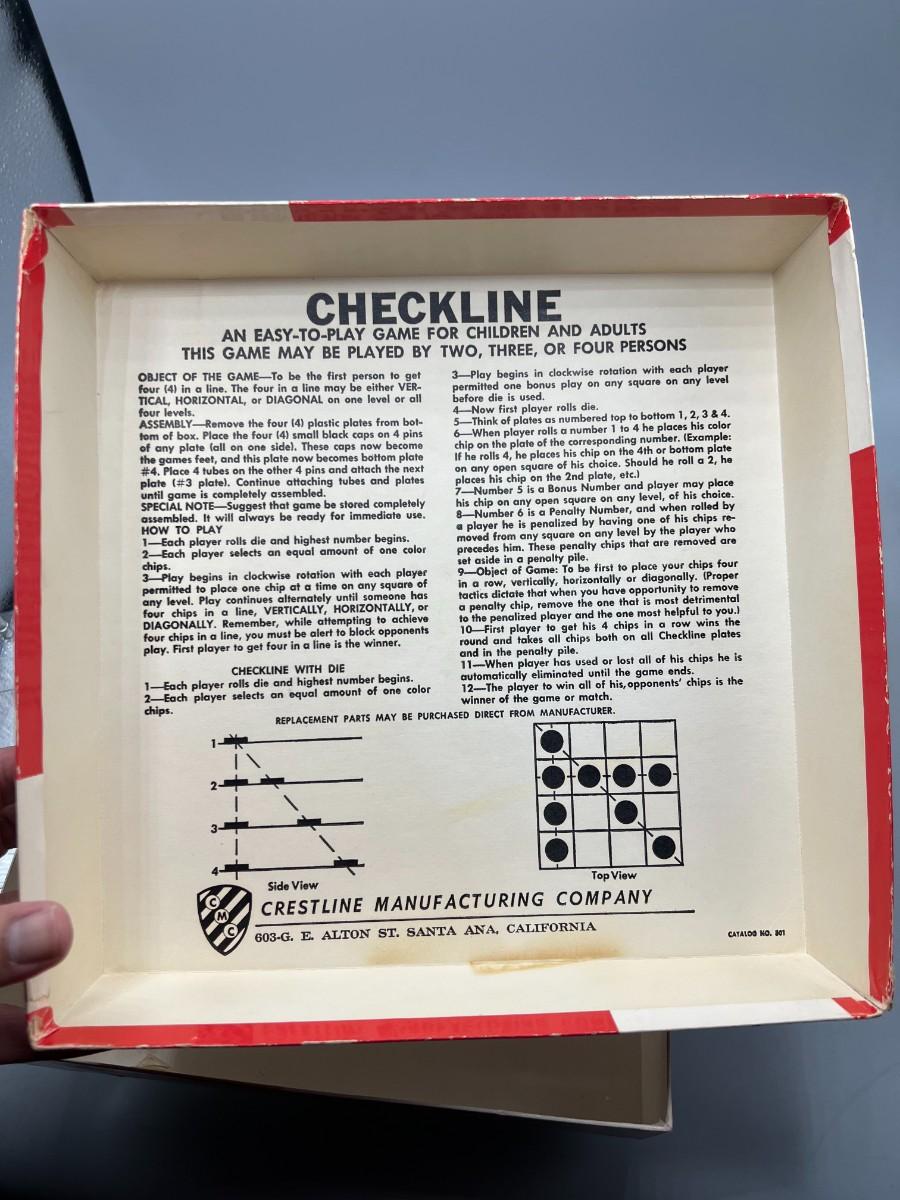 CHECKLINE
AN EASY-TO-PLAY GAME FOR CHILDREN AND ADULTS
THIS GAME MAY BE PLAYED BY TWO, THREE, OR FOUR PERSONS
OBJECT OF THE GAME—To be the first person to get
four (4) in a line. The four in a line may be either VER-
TICAL, HORIZONTAL, or DIAGONAL on one level or all
four levels.
ASSEMBLY—Remove the four (4) plastic plates from bot-
tom of box. Place the four (4) small black caps on 4 pins
of any plate (all on one side). These caps now become
the games feet, and this plate now becomes bottom plate
#4. Place 4 tubes on the other 4 pins and attach the next
plate (#3 plate). Continue attaching tubes and plates
until game is completely assembled.
SPECIAL NOTE—Suggest that game be stored completely
assembled. It will always be ready for immediate use.
HOW TO PLAY
1—Each player rolls die and highest number begins.
2—Each player selects an equal amount of one color
chips.
3—Play begins in clockwise rotation with each player
permitted to place one chip at a time on any square of
any level. Play continues alternately until someone has
four chips in a line, VERTICALLY, HORIZONTALLY, or
DIAGONALLY. Remember, while attempting to achieve
four chips in a line, you must be alert to block opponents
play. First player to get four in a line is the winner.
CHECKLINE WITH DIE
1—Each player rolls die and highest number begins.
2—Each player selects an equal amount of one color
chips.
3—Play begins in clockwise rotation with each player
permitted one bonus play on any square on any level
before die is used.
4—Now first player rolls die.
5—Think of plates as numbered top to bottom 1, 2, 3 & 4.
6—When player rolls a number 1 to 4 he places his color
chip on the plate of the corresponding number. (Example:
If he rolls 4, he places his chip on the 4th or bottom plate
on any open square of his choice. Should he roll a 2, he
places his chip on the 2nd plate, etc.)
7—Number 5 is a Bonus Number and player may place
his chip on any open square on any level, of his choice.
8—Number 6 is a Penalty Number, and when rolled by
a player he is penalized by having one of his chips re-
moved from any square on any level by the player who
precedes him. These penalty chips that are removed are
set aside in a penalty pile.
9—Object of Game: To be first to place your chips four
in a row, vertically, horizontally or diagonally. (Proper
tactics dictate that when you have opportunity to remove
a penalty chip, remove the one that is most detrimental
to the penalized player and the one most helpful to you.)
10—First player to get his 4 chips in a row wins the
round and takes all chips both on all Checkline plates
and in the penalty pile.
11—When player has used or lost all of his chips he is
automatically eliminated until the game ends.
12—The player to win all of his,opponents' chips is the
winner of the game or match.
REPLACEMENT PARTS MAY BE PURCHASED DIRECT FROM MANUFACTURER.
1
2
3
4
Side View
Top View
CMC
CRESTLINE MANUFACTURING COMPANY
603-G. E. ALTON ST. SANTA ANA, CALIFORNIA
CATALOG NO. 801